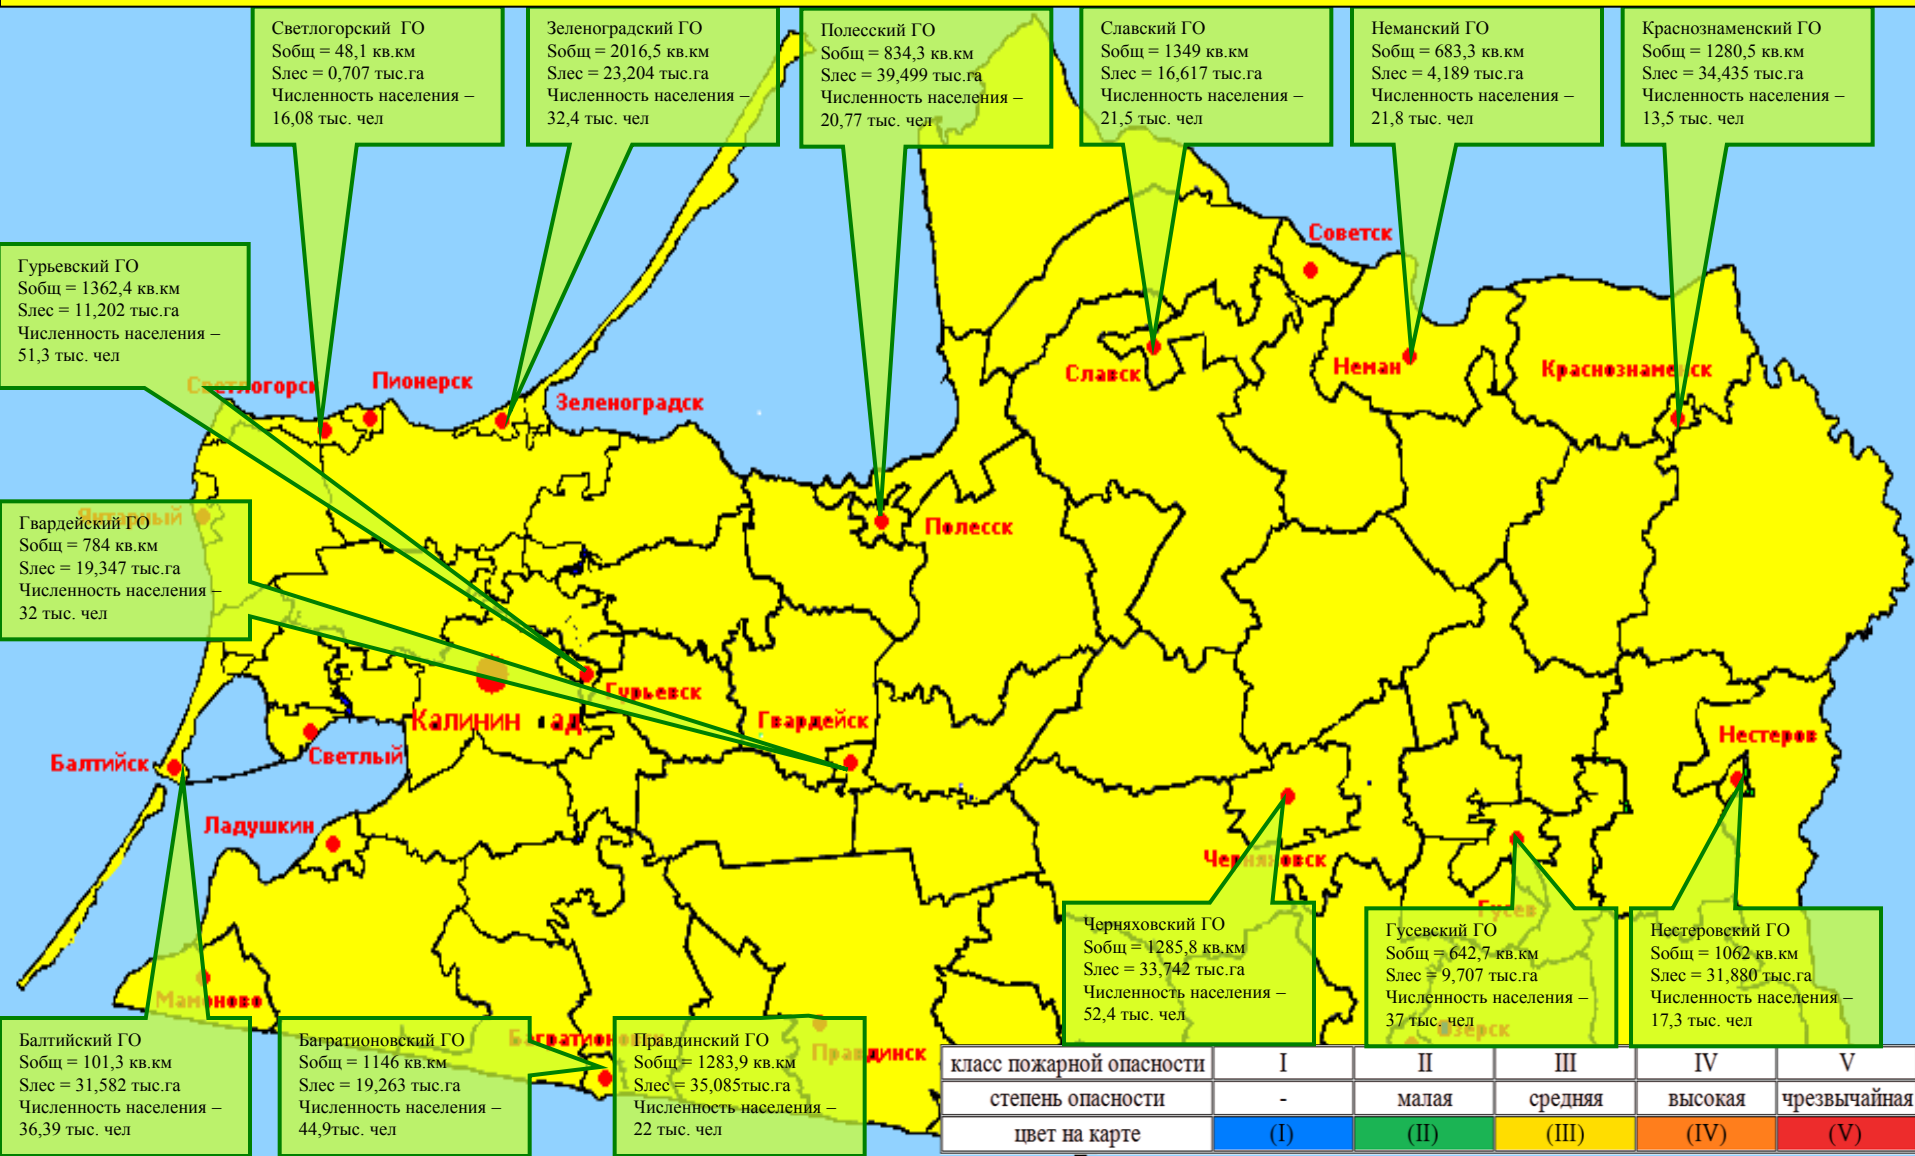 Светлогорский ГО
Sобщ = 48,1 кв.км
Sлес = 0,707 тыс.га
Численность населения –
16,08 тыс. чел
Зеленоградский ГО
Sобщ = 2016,5 кв.км
Sлес = 23,204 тыс.га
Численность населения –
32,4 тыс. чел
Полесский ГО
Sобщ = 834,3 кв.км
Sлес = 39,499 тыс.га
Численность населения –
20,77 тыс. чел
Славский ГО
Sобщ = 1349 кв.км
Sлес = 16,617 тыс.га
Численность населения –
21,5 тыс. чел
Неманский ГО
Sобщ = 683,3 кв.км
Sлес = 4,189 тыс.га
Численность населения –
21,8 тыс. чел
Краснознаменский ГО
Sобщ = 1280,5 кв.км
Sлес = 34,435 тыс.га
Численность населения –
13,5 тыс. чел
Гурьевский ГО
Sобщ = 1362,4 кв.км
Sлес = 11,202 тыс.га
Численность населения –
51,3 тыс. чел
Советск
Славск
Неман
Краснознаменск
Светлогорск
Пионерск
Зеленоградск
Гвардейский ГО
Sобщ = 784 кв.км
Sлес = 19,347 тыс.га
Численность населения –
32 тыс. чел
Янтарный
Полесск
Гурьевск
Калининград
Гвардейск
Нестеров
Балтийск
Светлый
Ладушкин
Черняховск
Гусев
Мамоново
Багратионовск
Правдинск
Озерск
Черняховский ГО
Sобщ = 1285,8 кв.км
Sлес = 33,742 тыс.га
Численность населения –
52,4 тыс. чел
Гусевский ГО
Sобщ = 642,7 кв.км
Sлес = 9,707 тыс.га
Численность населения –
37 тыс. чел
Нестеровский ГО
Sобщ = 1062 кв.км
Sлес = 31,880 тыс.га
Численность населения –
17,3 тыс. чел
Балтийский ГО
Sобщ = 101,3 кв.км
Sлес = 31,582 тыс.га
Численность населения –
36,39 тыс. чел
Багратионовский ГО
Sобщ = 1146 кв.км
Sлес = 19,263 тыс.га
Численность населения –
44,9тыс. чел
Правдинский ГО
Sобщ = 1283,9 кв.км
Sлес = 35,085тыс.га
Численность населения –
22 тыс. чел
класс пожарной опасности I II III IV V
степень опасности - малая средняя высокая чрезвычайная
цвет на карте (I) (II) (III) (IV) (V)